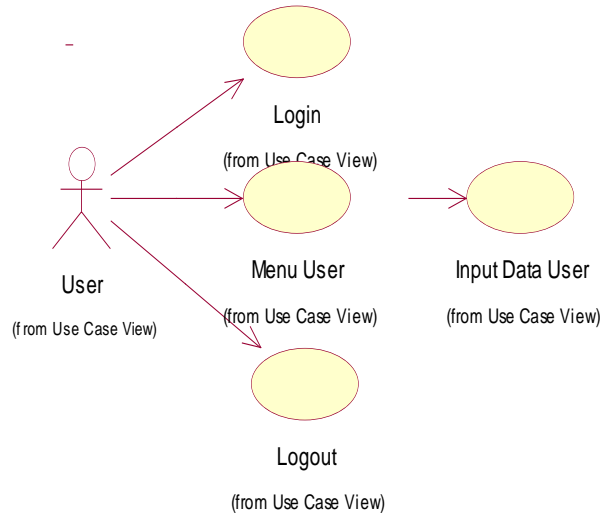 Login
(from Use Case View)
User
(from Use Case View)
Menu User
(from Use Case View)
Input Data User
(from Use Case View)
Logout
(from Use Case View)